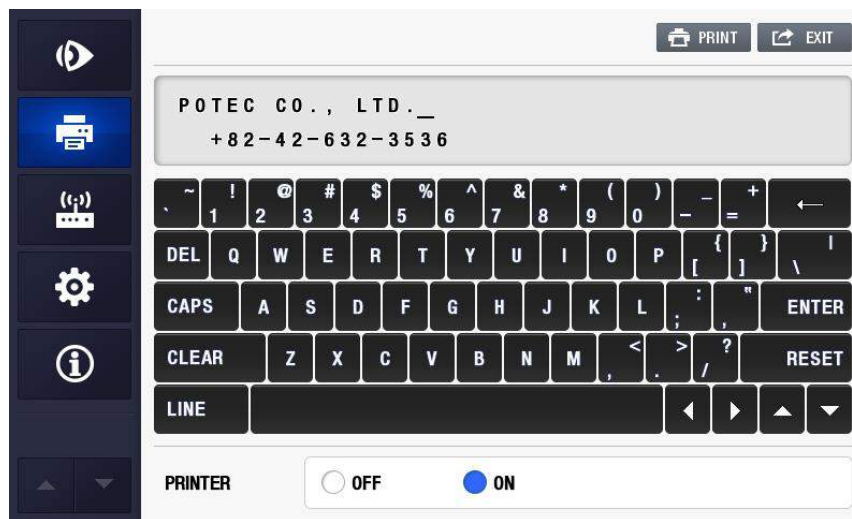 PRINT EXIT
POTEC CO., LTD._
+82-42-632-3536
~ ! @ # $ % ^ & * ( ) _ +
` 1 2 3 4 5 6 7 8 9 0 - = ←
DEL Q W E R T Y U I O P { [ } ] | \
CAPS A S D F G H J K L : ; " , ENTER
CLEAR Z X C V B N M < , > . ? / RESET
LINE
PRINTER OFF ON